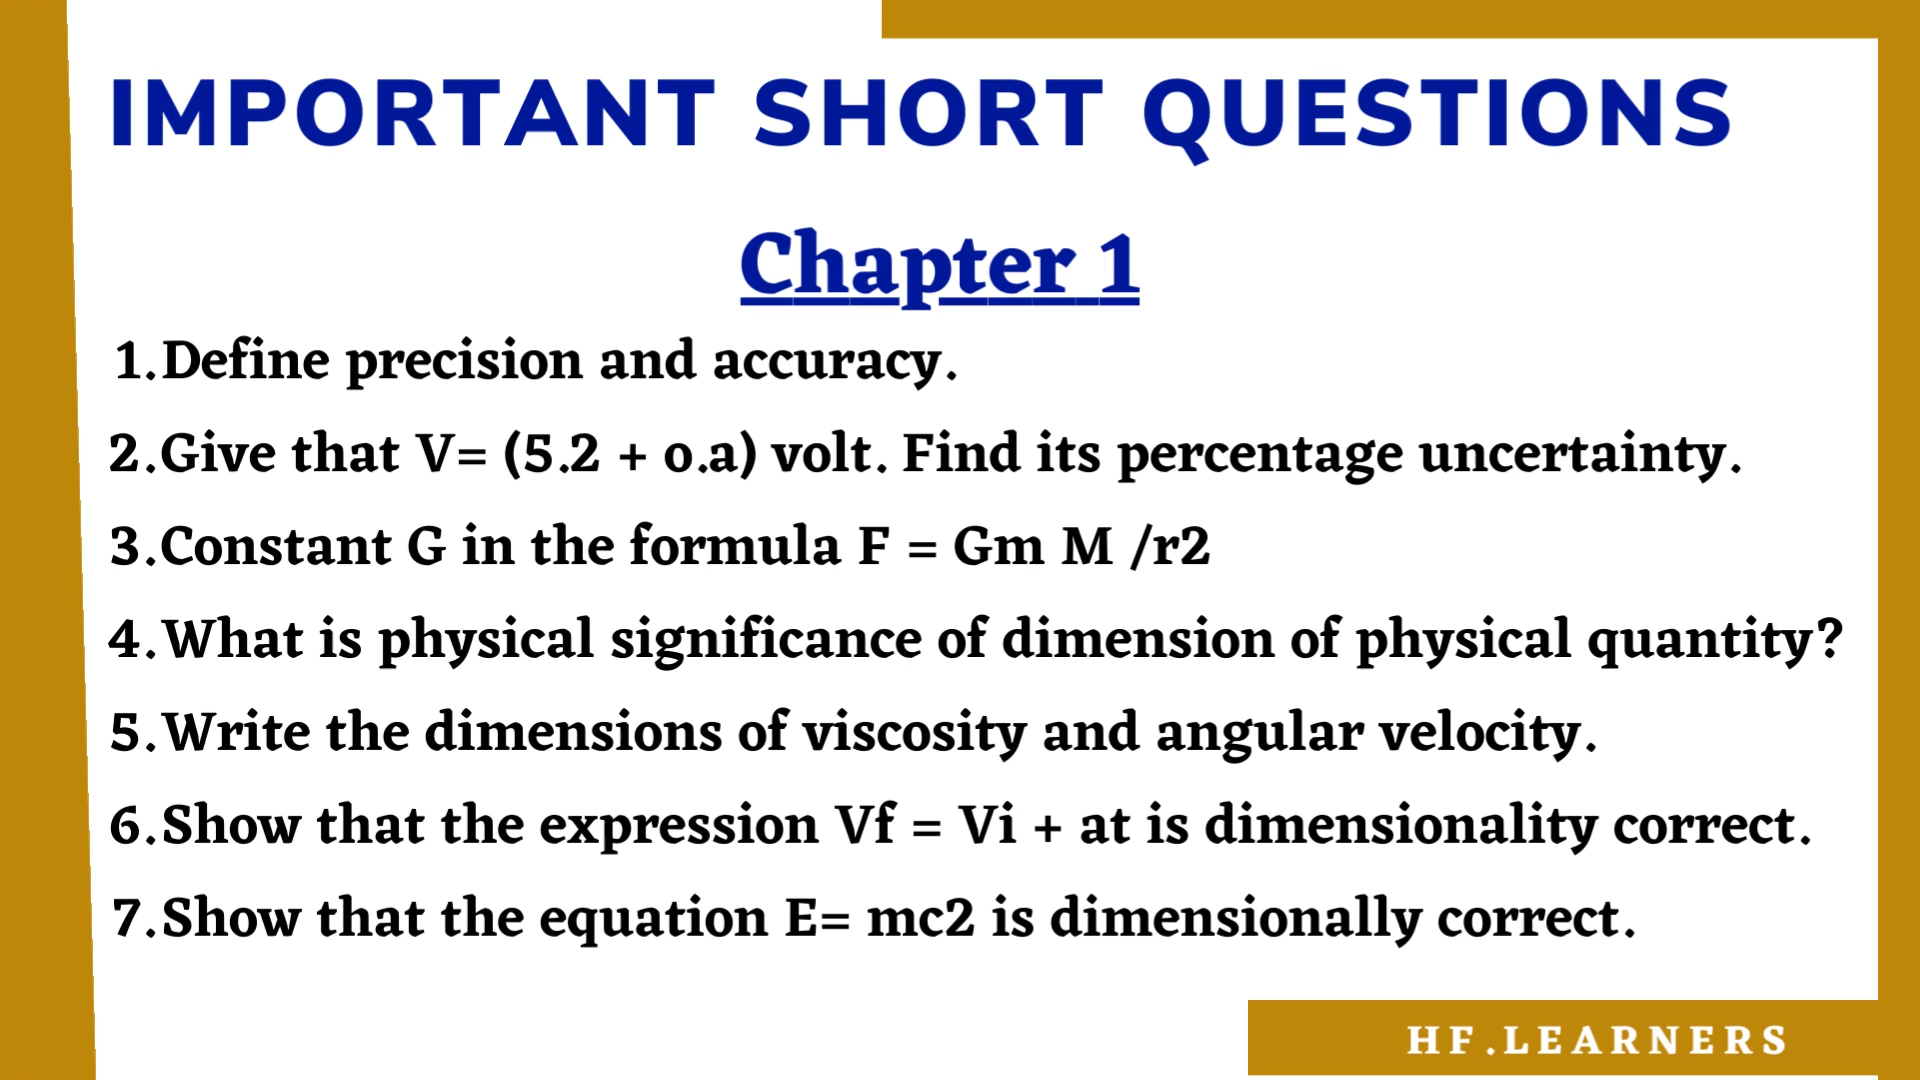 IMPORTANT SHORT QUESTIONS
Chapter 1
1.Define precision and accuracy.
2.Give that V= (5.2 + o.a) volt. Find its percentage uncertainty.
3.Constant G in the formula F = Gm M /r2
4.What is physical significance of dimension of physical quantity?
5.Write the dimensions of viscosity and angular velocity.
6.Show that the expression Vf = Vi + at is dimensionality correct.
7.Show that the equation E= mc2 is dimensionally correct.
HF.LEARNERS